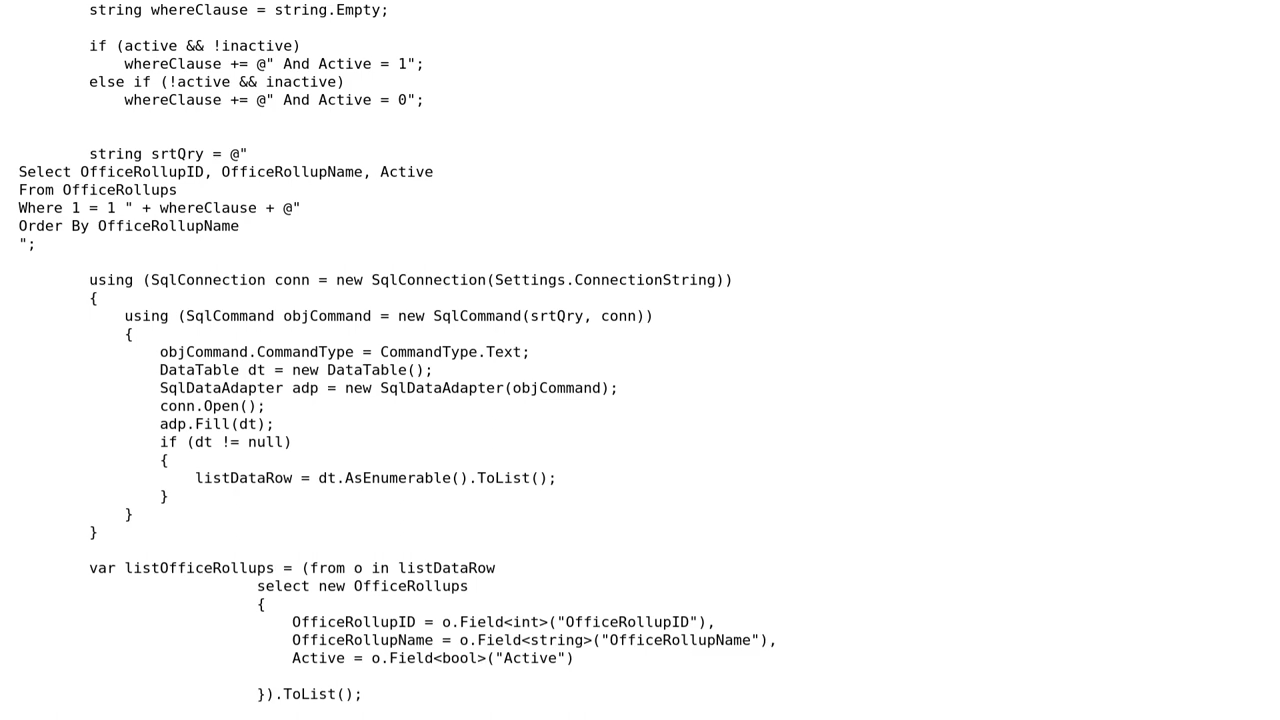 string whereClause = string.Empty;
if (active && !inactive)
whereClause += @" And Active = 1";
else if (!active && inactive)
whereClause += @" And Active = 0";
string srtQry = @"
Select OfficeRollupID, OfficeRollupName, Active
From OfficeRollups
Where 1 = 1 " + whereClause + @"
Order By OfficeRollupName
";
using (SqlConnection conn = new SqlConnection(Settings.ConnectionString))
{
using (SqlCommand objCommand = new SqlCommand(srtQry, conn))
{
objCommand.CommandType = CommandType.Text;
DataTable dt = new DataTable();
SqlDataAdapter adp = new SqlDataAdapter(objCommand);
conn.Open();
adp.Fill(dt);
if (dt != null)
{
listDataRow = dt.AsEnumerable().ToList();
}
}
}
var listOfficeRollups = (from o in listDataRow
select new OfficeRollups
{
OfficeRollupID = o.Field<int>("OfficeRollupID"),
OfficeRollupName = o.Field<string>("OfficeRollupName"),
Active = o.Field<bool>("Active")
}).ToList();